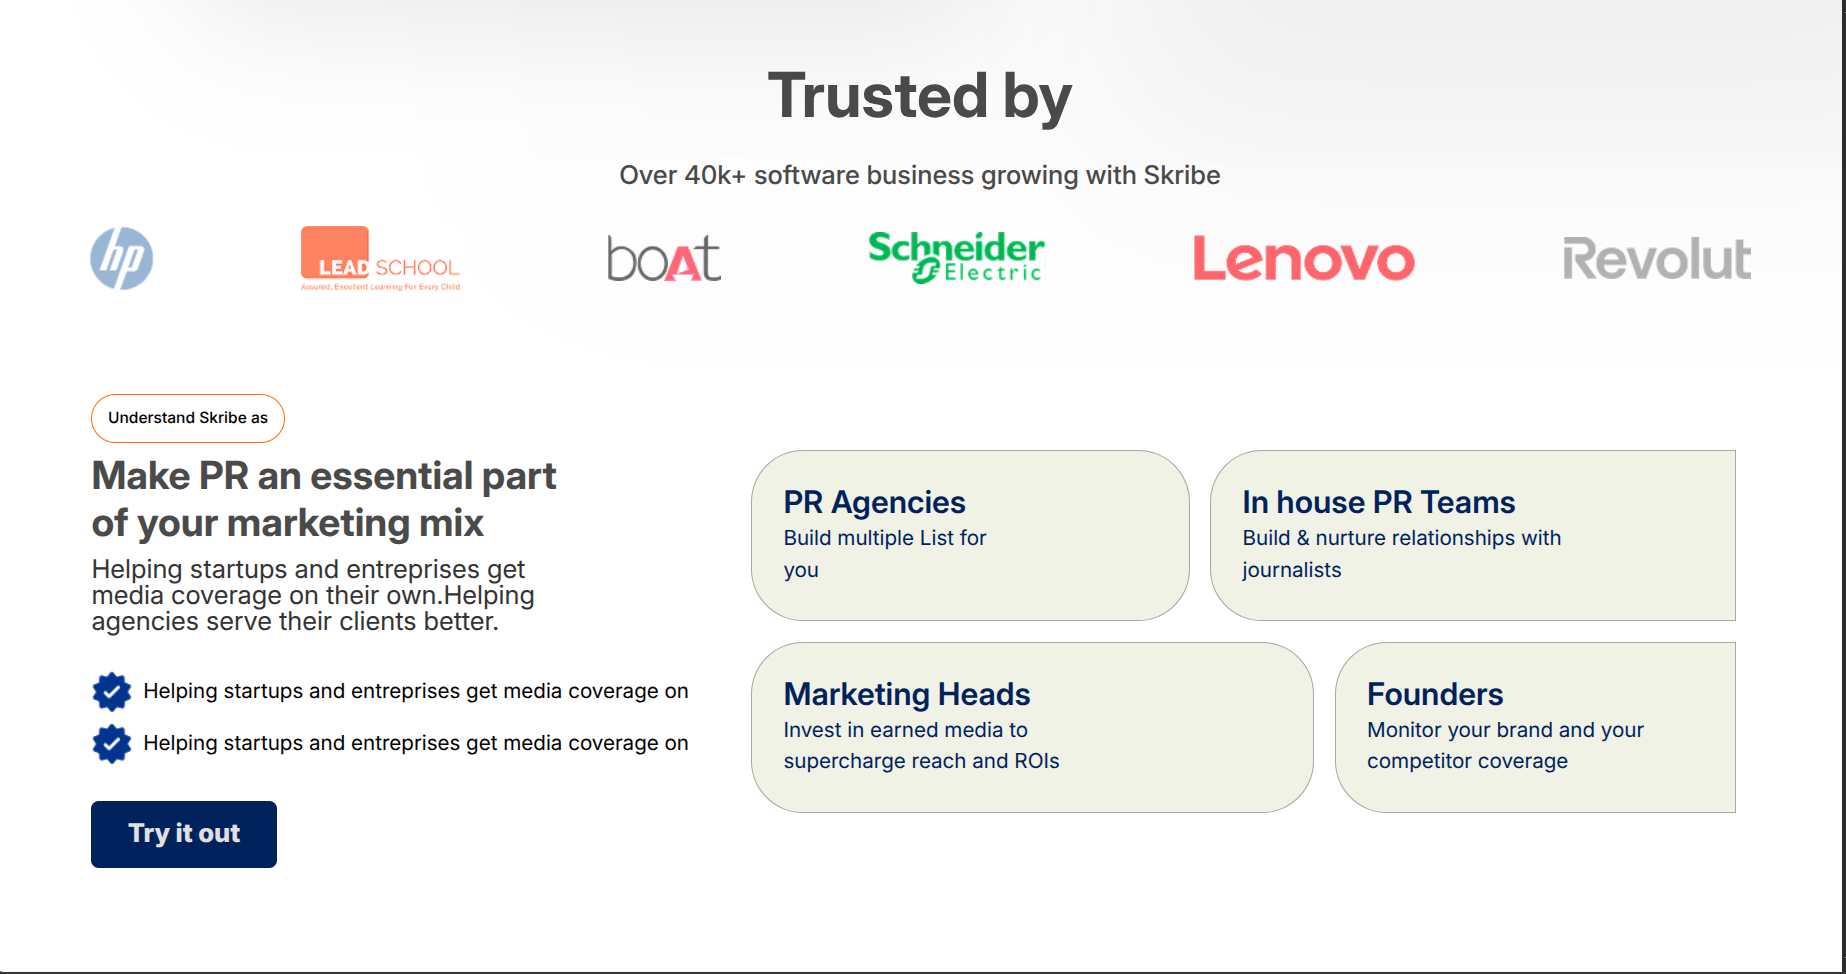 Trusted by
Over 40k+ software business growing with Skribe
hp
LEAD SCHOOL
Assured, Excellent Learning For Every Child
boAt
Schneider
Electric
Lenovo
Revolut
Understand Skribe as
Make PR an essential part
of your marketing mix
Helping startups and entreprises get
media coverage on their own.Helping
agencies serve their clients better.
Helping startups and entreprises get media coverage on
Helping startups and entreprises get media coverage on
Try it out
PR Agencies
Build multiple List for
you
In house PR Teams
Build & nurture relationships with
journalists
Marketing Heads
Invest in earned media to
supercharge reach and ROIs
Founders
Monitor your brand and your
competitor coverage